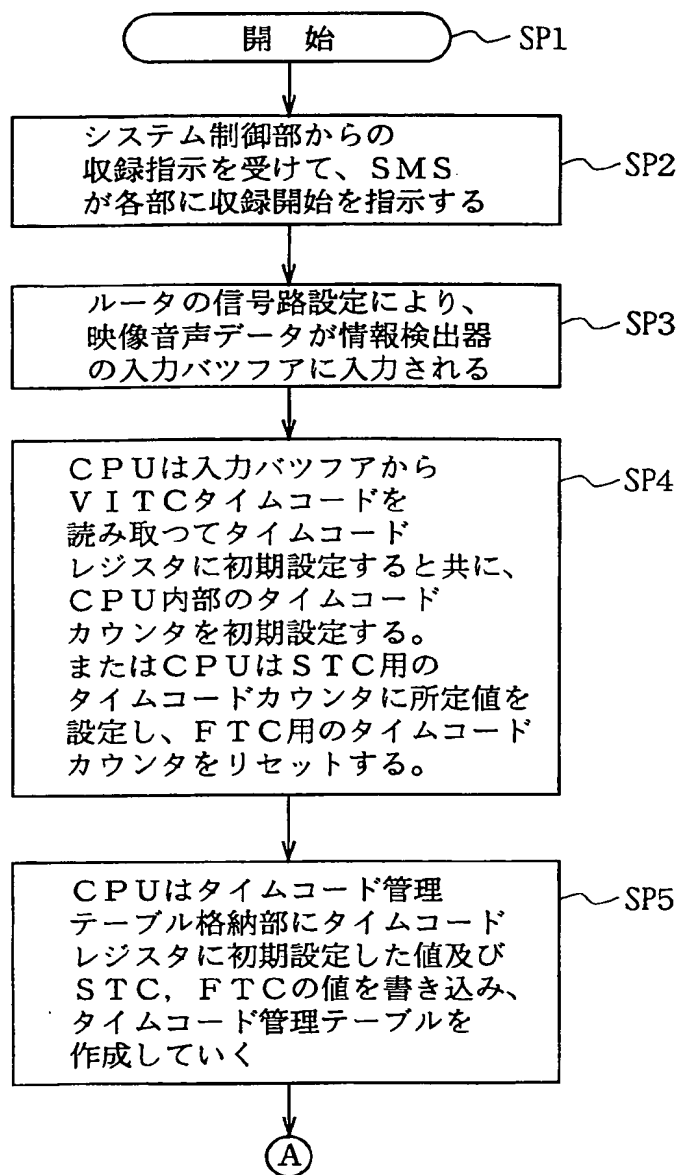 開 始
SP1
システム制御部からの
収録指示を受けて、SMS
が各部に収録開始を指示する
SP2
ルータの信号路設定により、
映像音声データが情報検出器
の入力バツフアに入力される
SP3
CPUは入力バツフアから
VITCタイムコードを
読み取つてタイムコード
レジスタに初期設定すると共に、
CPU内部のタイムコード
カウンタを初期設定する。
またはCPUはSTC用の
タイムコードカウンタに所定値を
設定し、FTC用のタイムコード
カウンタをリセットする。
SP4
CPUはタイムコード管理
テーブル格納部にタイムコード
レジスタに初期設定した値及び
STC,FTCの値を書き込み、
タイムコード管理テーブルを
作成していく
SP5
A